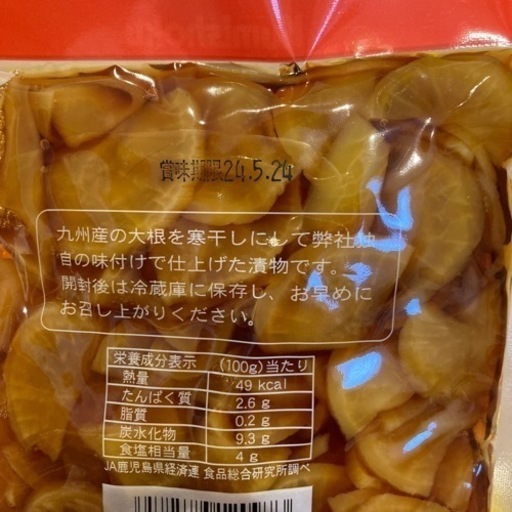 賞味期限24.5.24
九州産の大根を寒干しにして弊社独
自の味付けで仕上げた漬物です。
開封後は冷蔵庫に保存し、お早めに
お召し上がりください。
栄養成分表示 (100g)当たり
熱量 49 kcal
たんぱく質 2.6 g
脂質 0.2 g
炭水化物 9.3 g
食塩相当量 4 g
JA鹿児島県経済連 食品総合研究所調べ